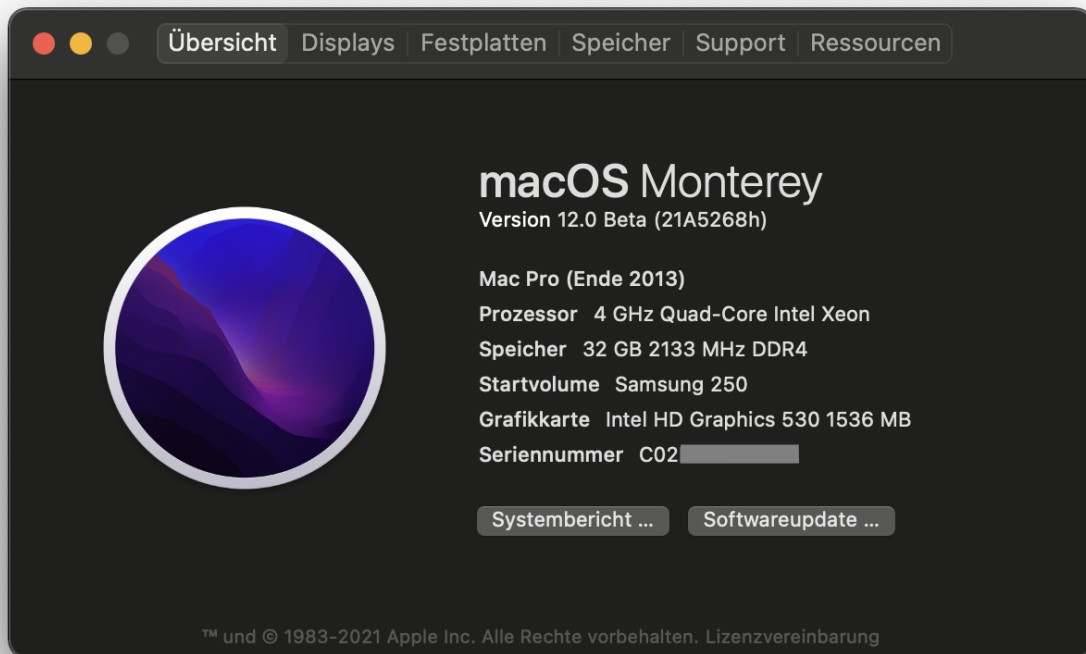 Übersicht Displays Festplatten Speicher Support Ressourcen
macOS Monterey
Version 12.0 Beta (21A5268h)
Mac Pro (Ende 2013)
Prozessor 4 GHz Quad-Core Intel Xeon
Speicher 32 GB 2133 MHz DDR4
Startvolume Samsung 250
Grafikkarte Intel HD Graphics 530 1536 MB
Seriennummer C02
Systembericht ... Softwareupdate ...
™ und © 1983-2021 Apple Inc. Alle Rechte vorbehalten. Lizenzvereinbarung